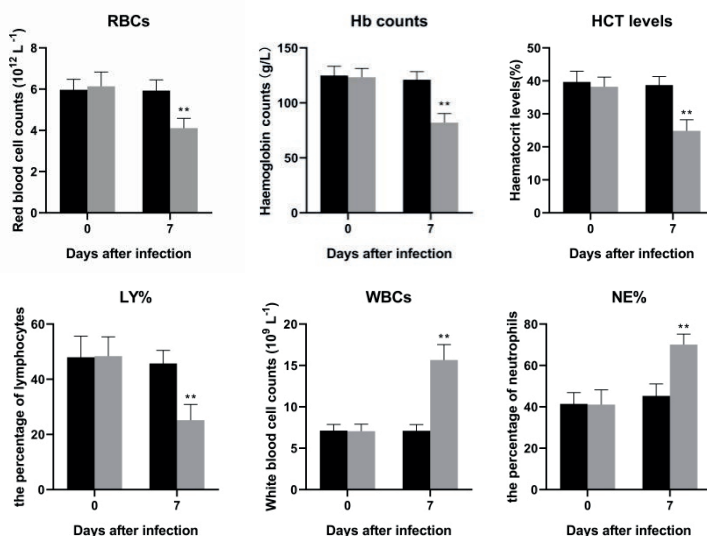 RBCs
Red blood cell counts (10¹² L⁻¹)
8
6
4
2
0
**
0 7
Days after infection
Hb counts
Haemoglobin counts (g/L)
150
100
50
0
**
0 7
Days after infection
HCT levels
Haematocrit levels(%)
50
40
30
20
10
0
**
0 7
Days after infection
LY%
the percentage of lymphocytes
60
40
20
0
**
0 7
Days after infection
WBCs
White blood cell counts (10⁹ L⁻¹)
20
15
10
5
0
**
0 7
Days after infection
NE%
the percentage of neutrophils
80
60
40
20
0
**
0 7
Days after infection